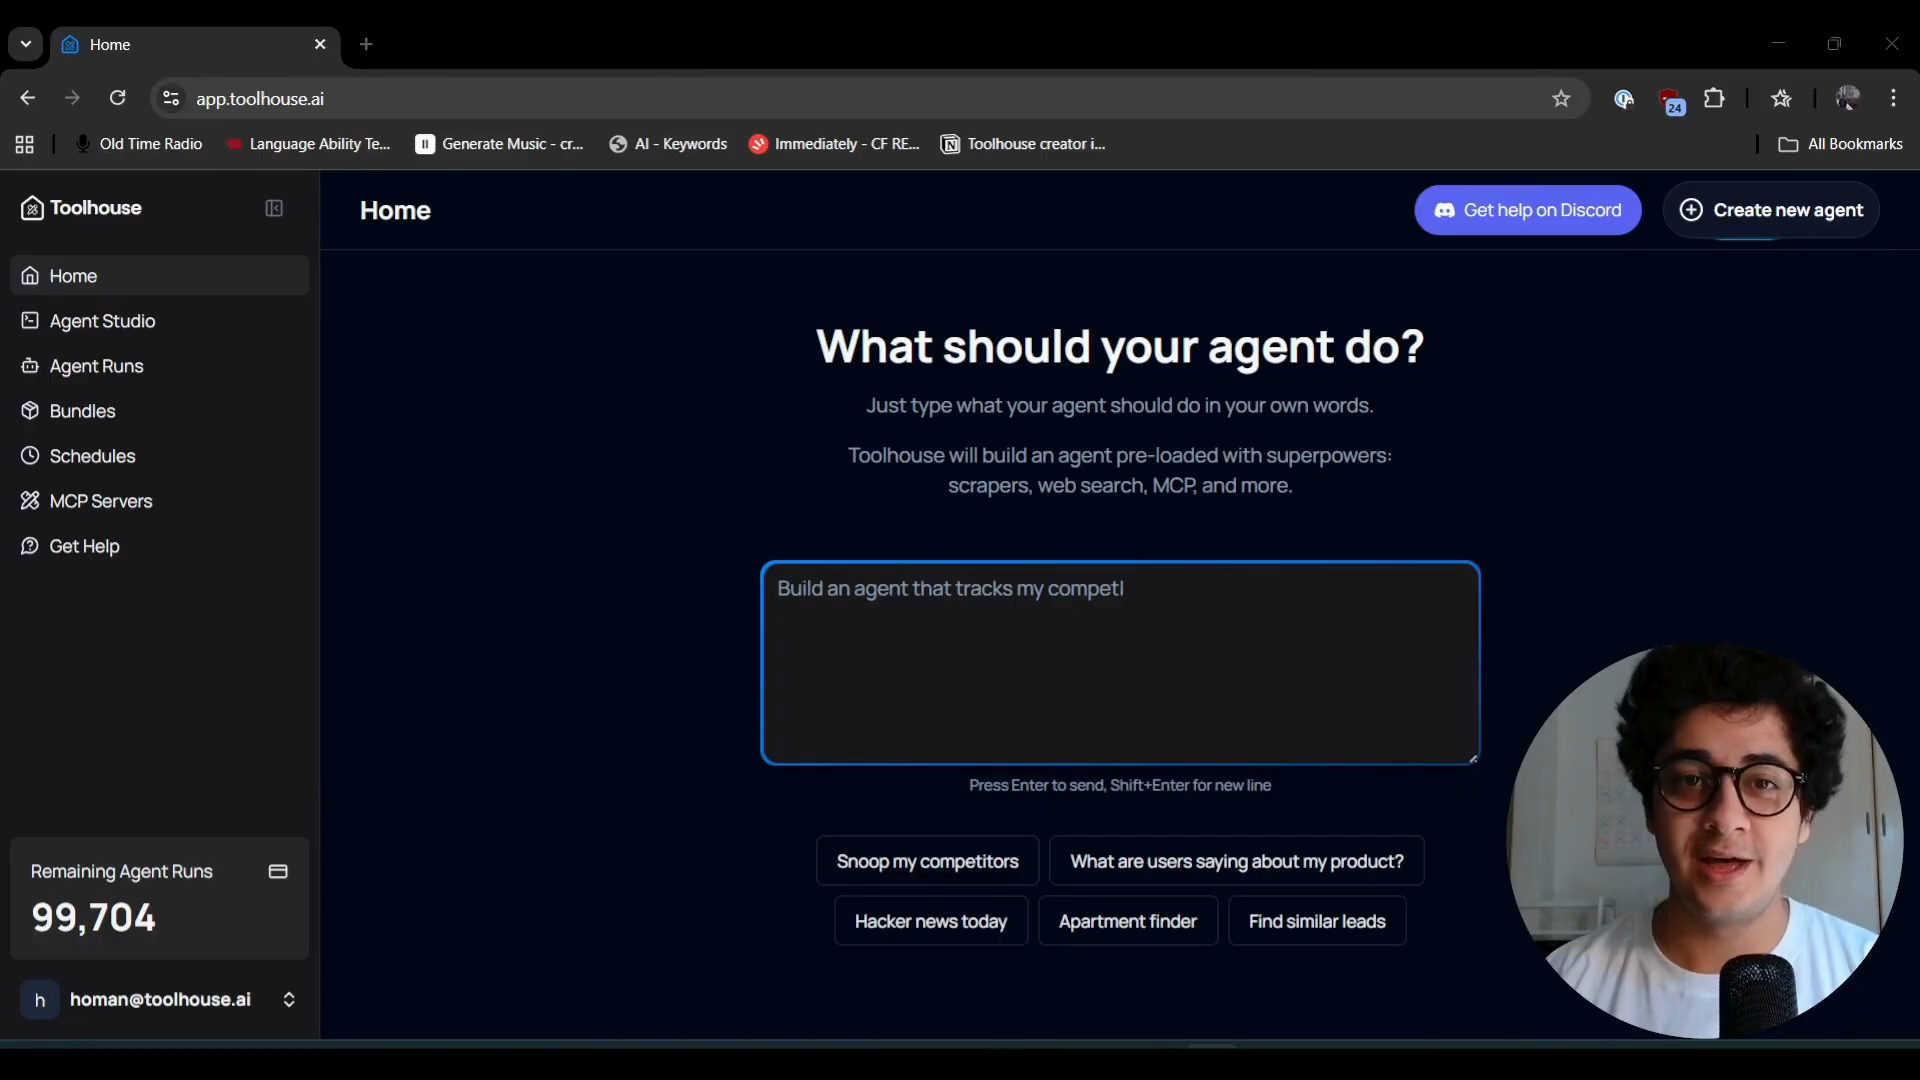 Home
app.toolhouse.ai
24
Old Time Radio
Language Ability Te...
Generate Music - cr...
AI - Keywords
Immediately - CF RE...
Toolhouse creator i...
All Bookmarks
Toolhouse
Home
Get help on Discord
Create new agent
Home
Agent Studio
Agent Runs
Bundles
Schedules
MCP Servers
Get Help
What should your agent do?
Just type what your agent should do in your own words.
Toolhouse will build an agent pre-loaded with superpowers:
scrapers, web search, MCP, and more.
Build an agent that tracks my compet|
Press Enter to send, Shift+Enter for new line
Snoop my competitors
What are users saying about my product?
Hacker news today
Apartment finder
Find similar leads
Remaining Agent Runs
99,704
h
homan@toolhouse.ai